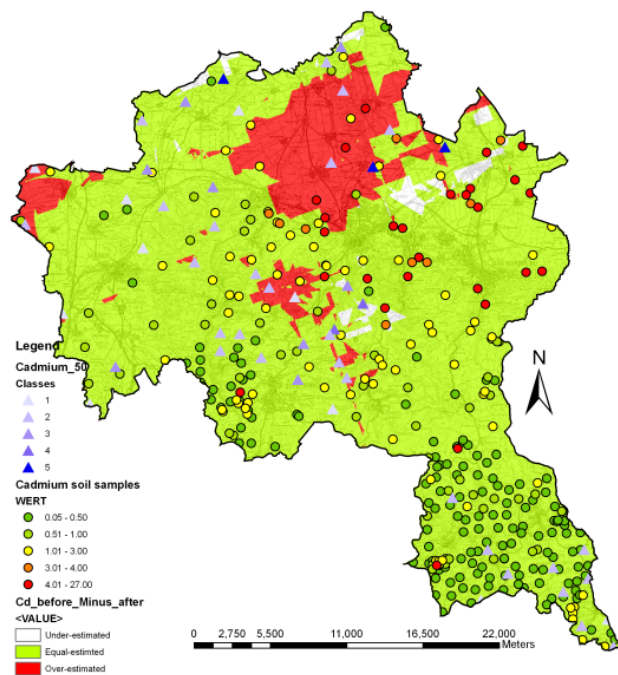 N
Legend
Cadmium_50
Classes
1
2
3
4
5
Cadmium soil samples
WERT
0.05 - 0.50
0.51 - 1.00
1.01 - 3.00
3.01 - 4.00
4.01 - 27.00
Cd_before_Minus_after
<VALUE>
Under-estimated
Equal-estimted
Over-estimated
0 2,750 5,500 11,000 16,500 22,000
Meters